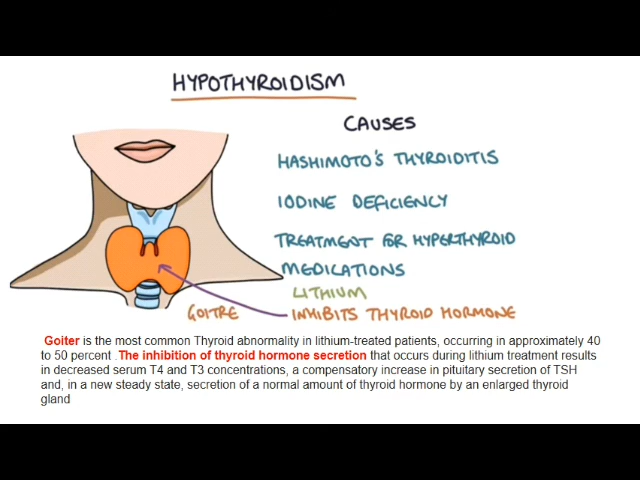 HYPOTHYROIDISM
CAUSES
HASHIMOTO'S THYROIDITIS
IODINE DEFICIENCY
TREATMENT FOR HYPERTHYROID
MEDICATIONS
LITHIUM
GOITRE INHIBITS THYROID HORMONE
Goiter is the most common Thyroid abnormality in lithium-treated patients, occurring in approximately 40
to 50 percent .The inhibition of thyroid hormone secretion that occurs during lithium treatment results
in decreased serum T4 and T3 concentrations, a compensatory increase in pituitary secretion of TSH
and, in a new steady state, secretion of a normal amount of thyroid hormone by an enlarged thyroid
gland